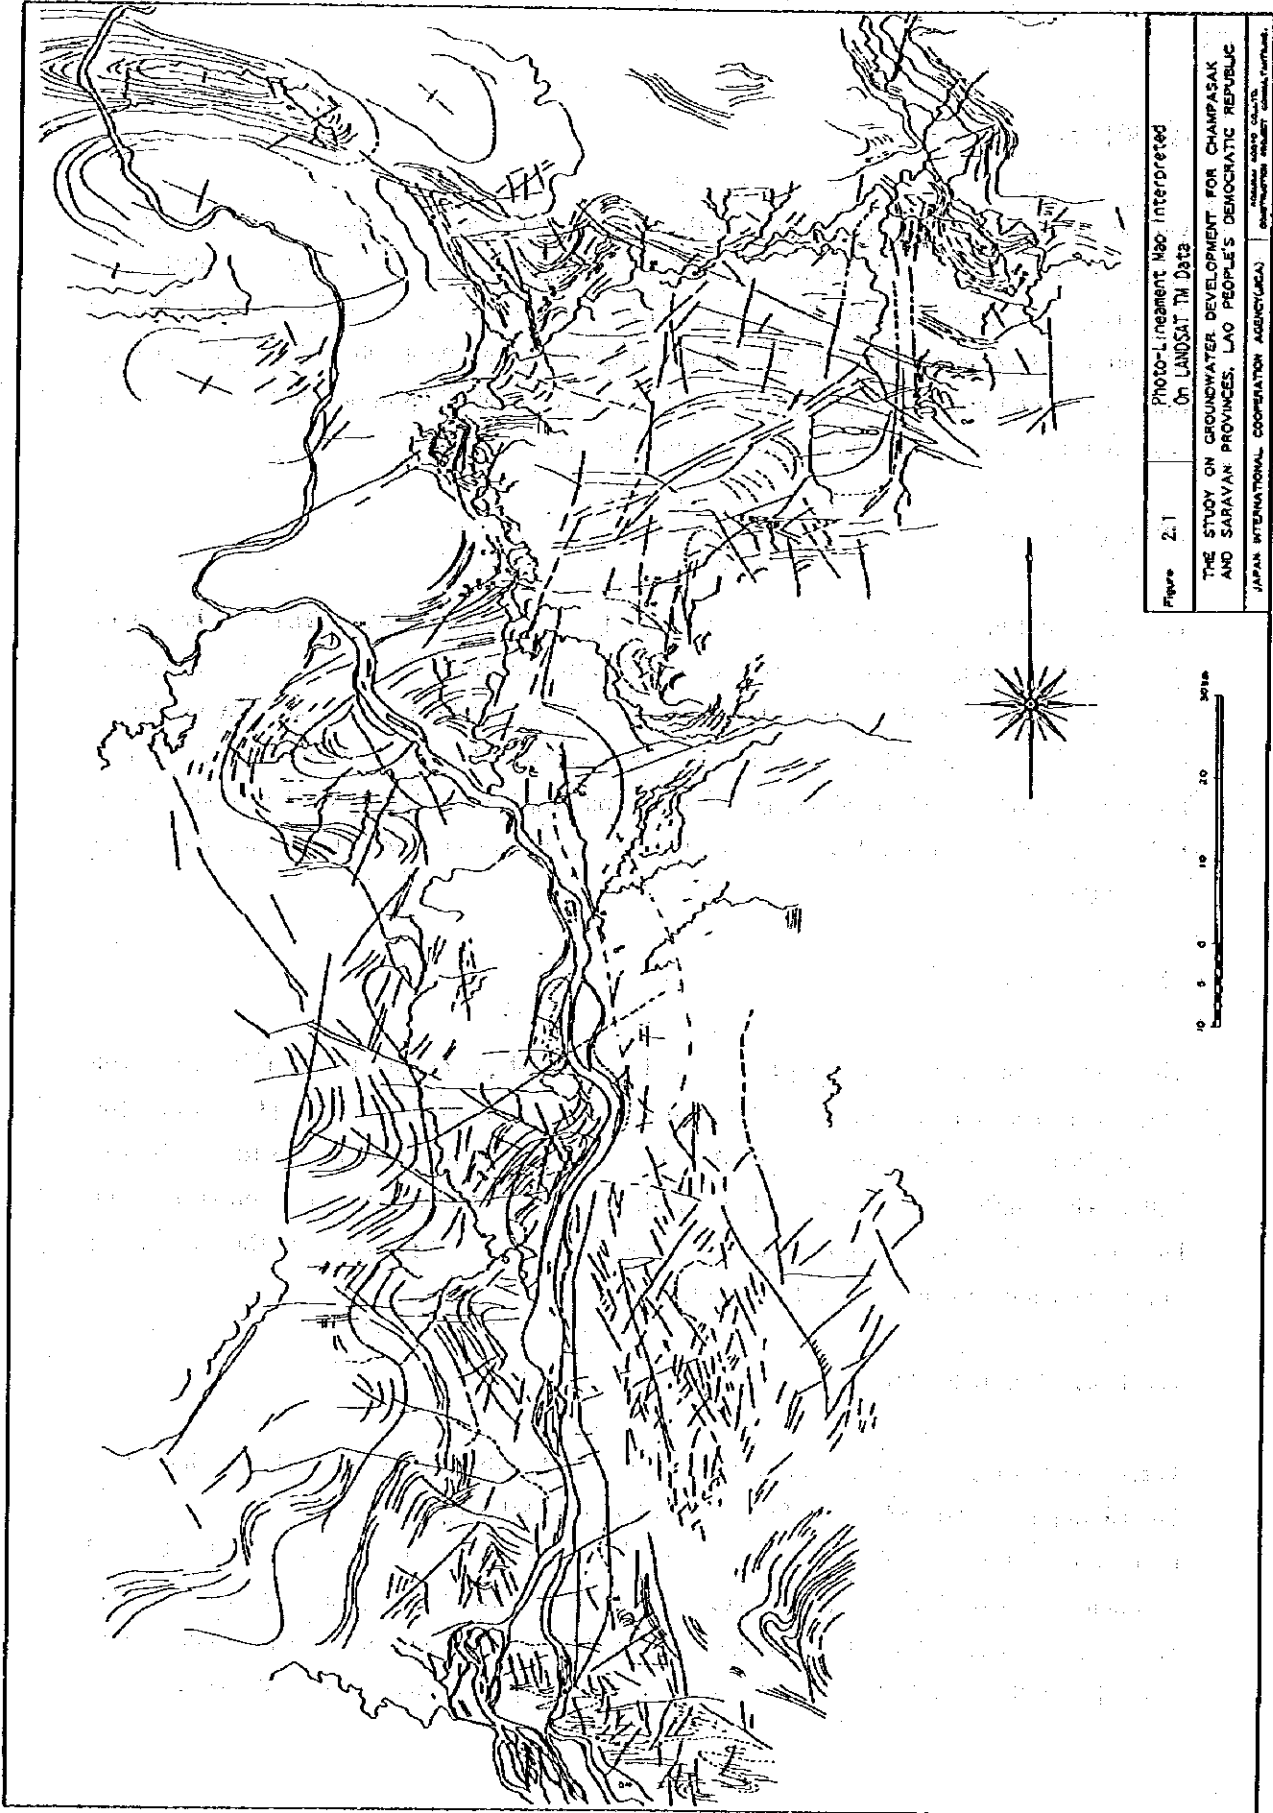 Figure 2.1
Photo-Lineament Map Interpreted
On LANDSAT TM Data
THE STUDY ON GROUNDWATER DEVELOPMENT FOR CHAMPASAK
AND SARAVAN PROVINCES, LAO PEOPLE'S DEMOCRATIC REPUBLIC
JAPAN INTERNATIONAL COOPERATION AGENCY(JICA)
10 5 0 10 20 30km